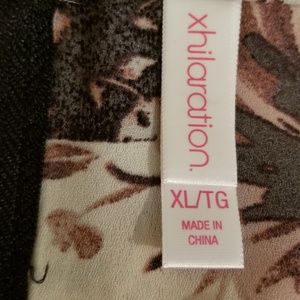 xhilaration.
XL/TG
MADE IN
CHINA